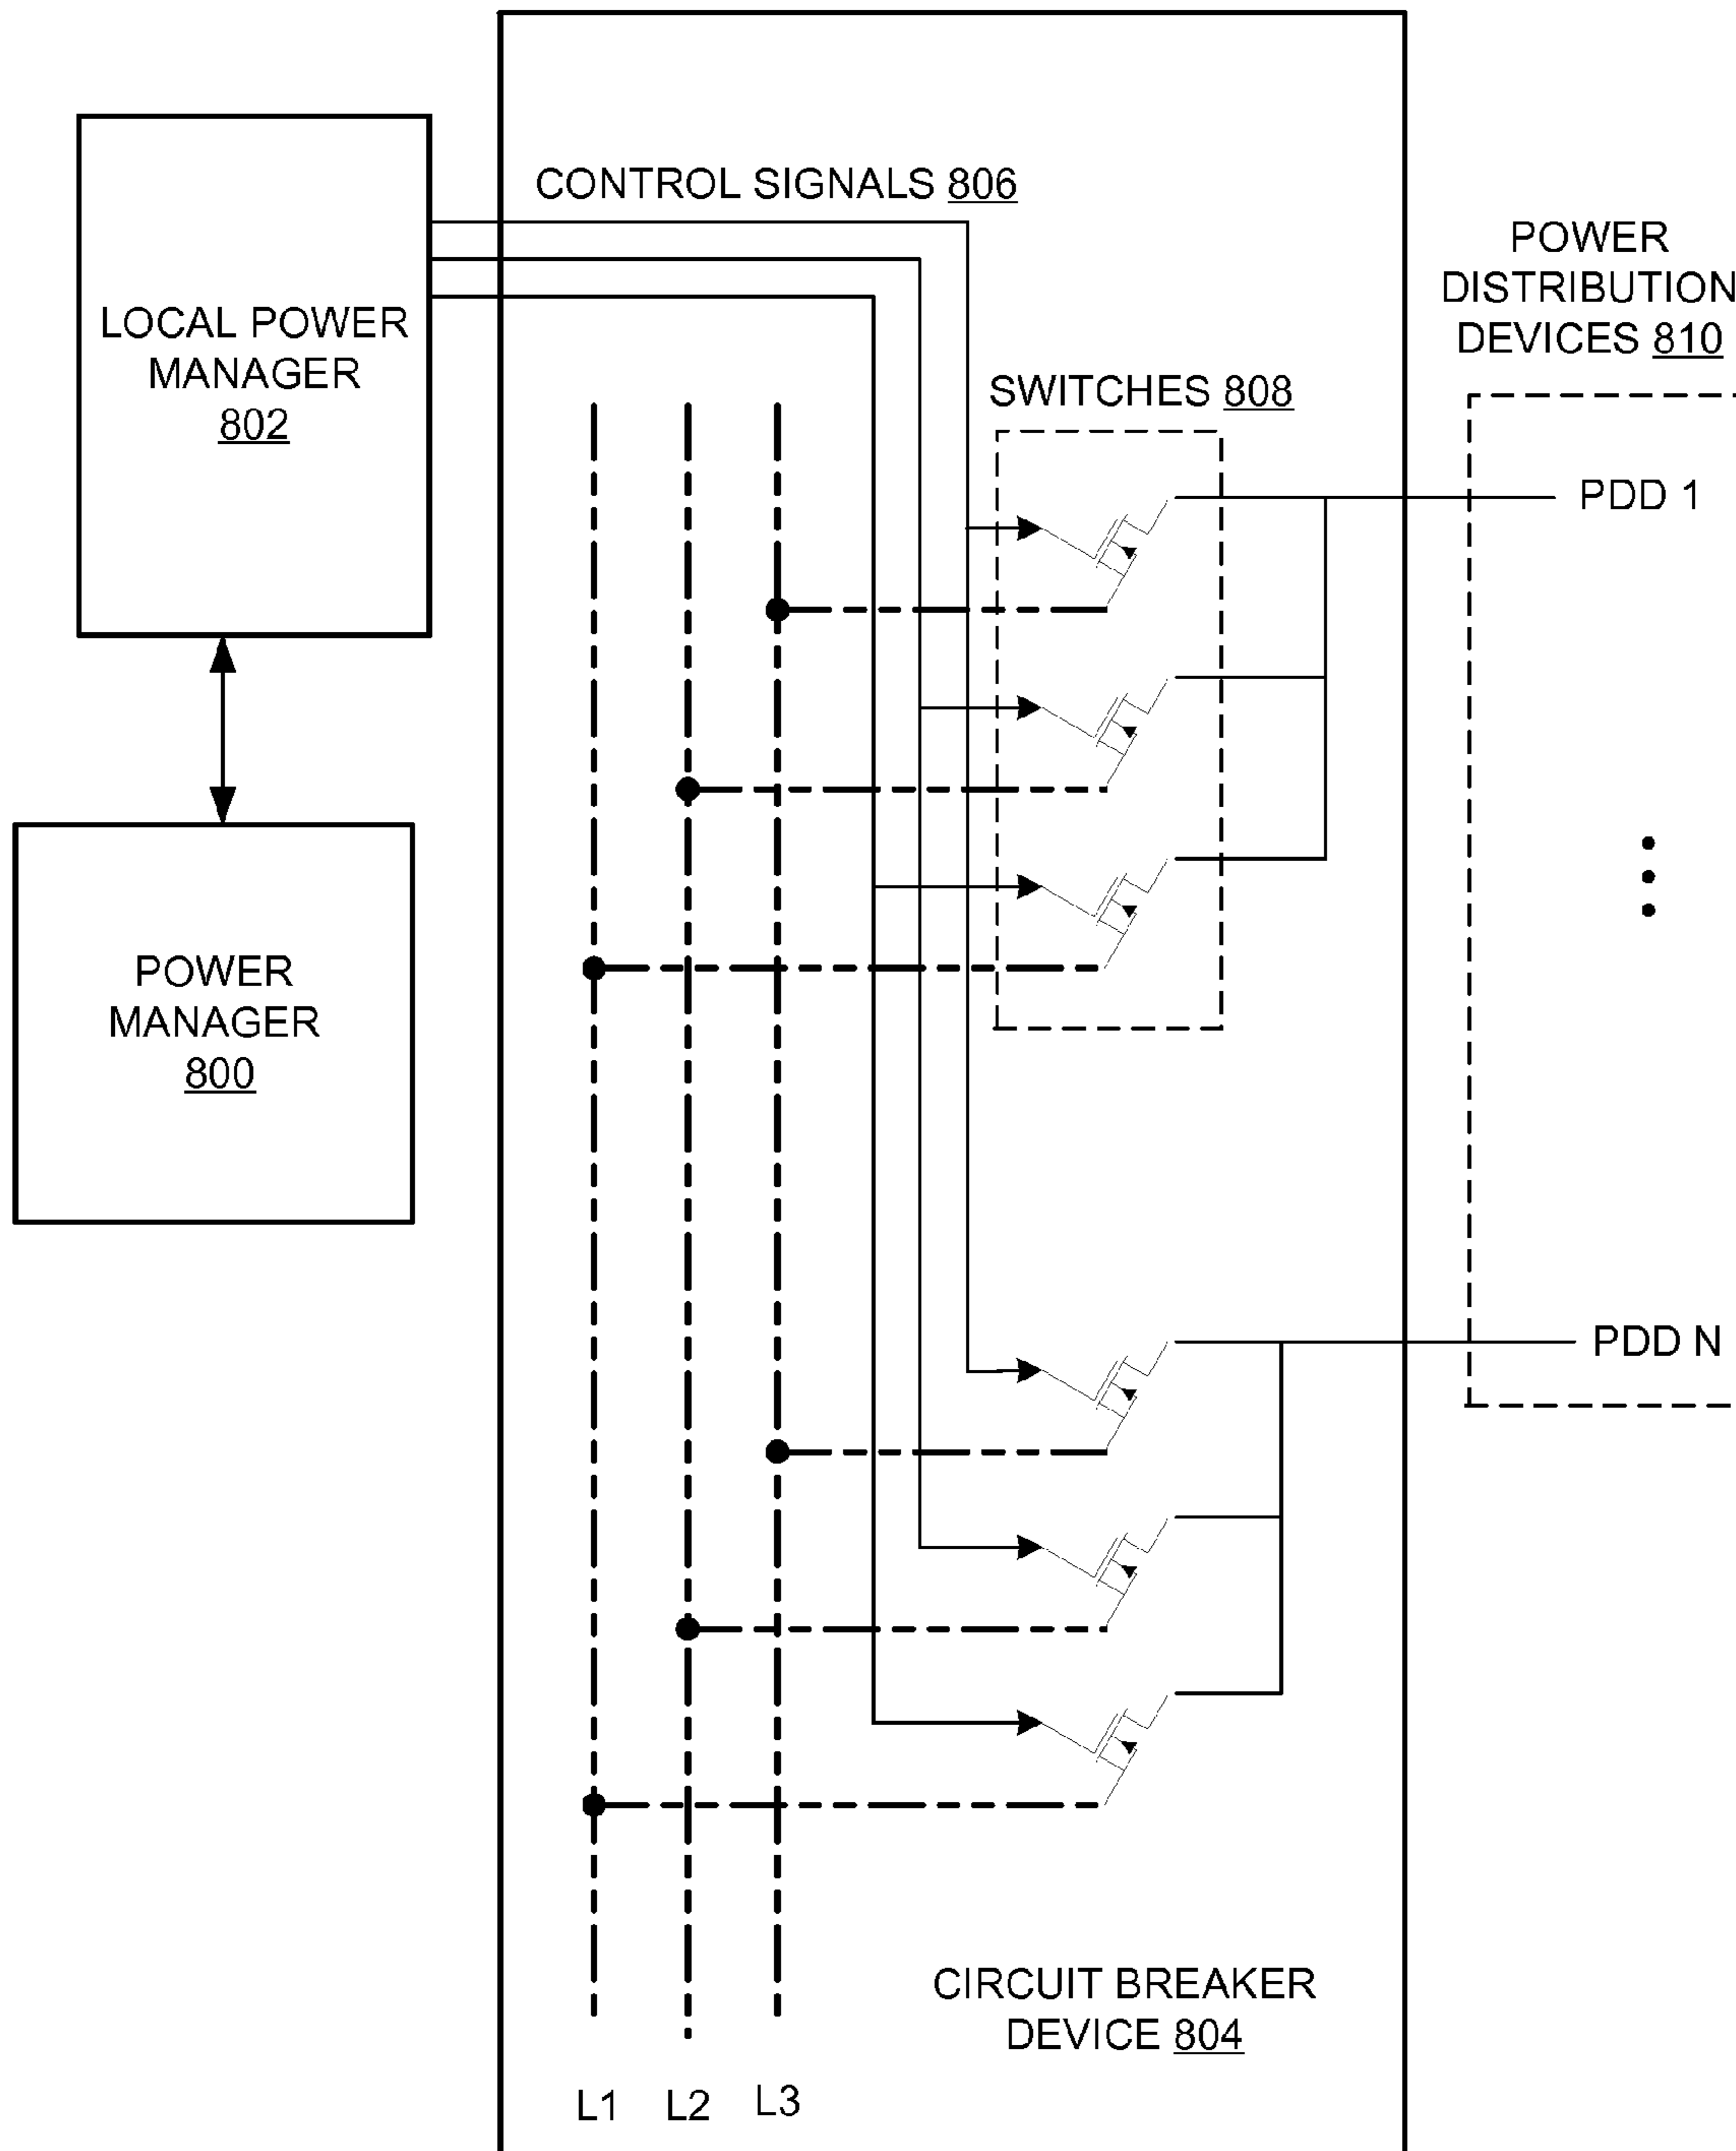 CONTROL SIGNALS 806
LOCAL POWER
MANAGER
802
POWER
DISTRIBUTION
DEVICES 810
SWITCHES 808
PDD 1
POWER
MANAGER
800
PDD N
CIRCUIT BREAKER
DEVICE 804
L1
L2
L3